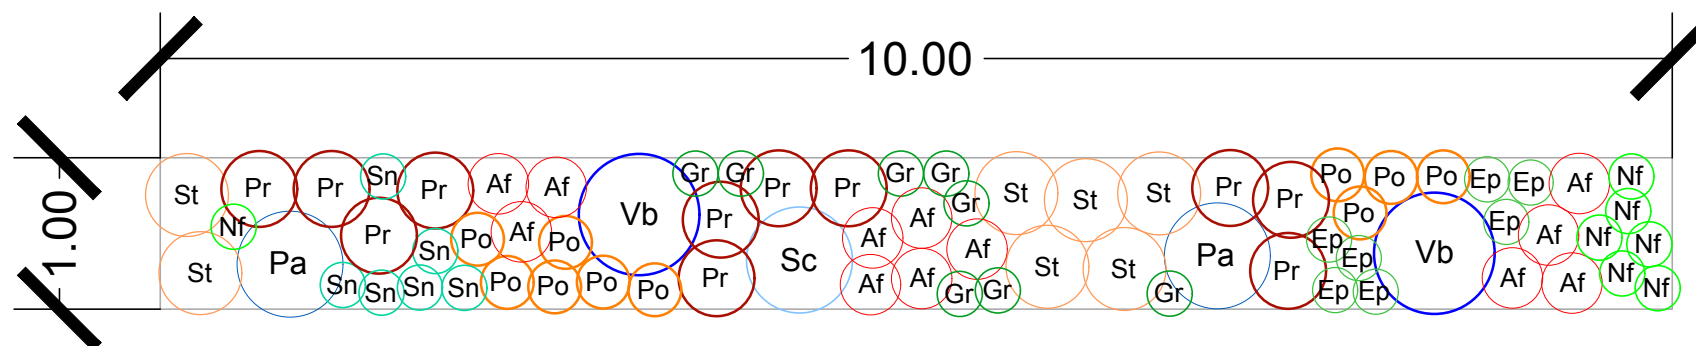 10.00
1.00
St Pr Pr Sn Pr Af Af Vb Gr Gr Pr Pr Gr Gr St St St Pr Pr Po Po Po Ep Ep Af Nf
Nf Pr Sn Po Af Po Pr Af Af Gr Af Po Ep Ep Af Nf Nf Nf
St Pa Sn Sn Sn Sn Po Po Po Po Pr Sc Af Af Gr Gr St St Gr Pa Pr Ep Ep Ep Vb Af Af Nf Nf